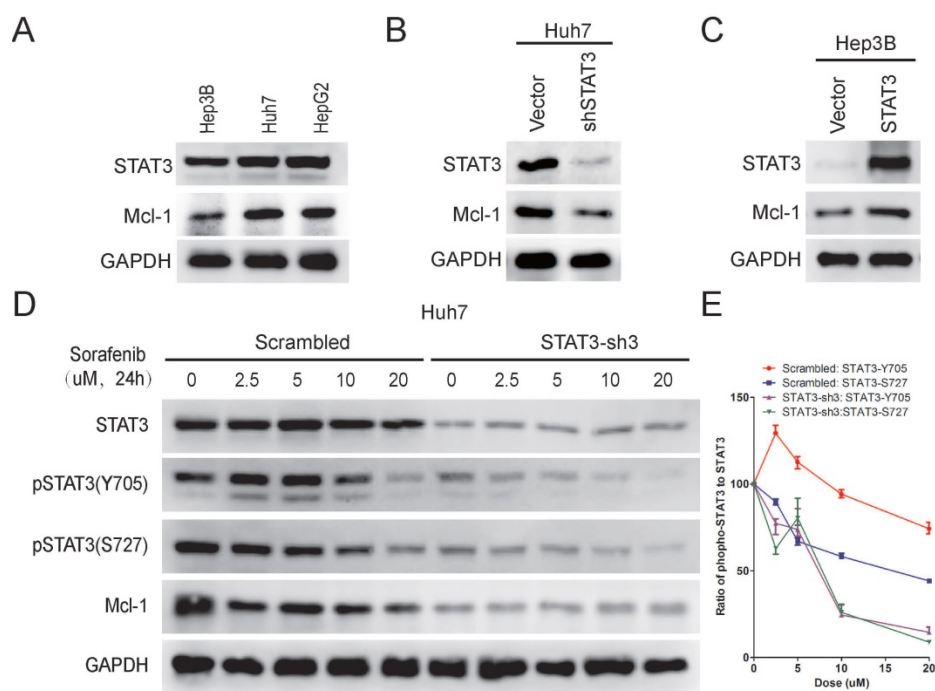 A
Hep3B
Huh7
HepG2
STAT3
Mcl-1
GAPDH
B
Huh7
Vector
shSTAT3
STAT3
Mcl-1
GAPDH
C
Hep3B
Vector
STAT3
STAT3
Mcl-1
GAPDH
D
Huh7
Scrambled STAT3-sh3
Sorafenib
(uM, 24h)
0 2.5 5 10 20 0 2.5 5 10 20
STAT3
pSTAT3(Y705)
pSTAT3(S727)
Mcl-1
GAPDH
E
Scrambled: STAT3-Y705
Scrambled: STAT3-S727
STAT3-sh3: STAT3-Y705
STAT3-sh3:STAT3-S727
Ratio of phospho-STAT3 to STAT3
150
100
50
0
0 5 10 15 20
Dose (uM)